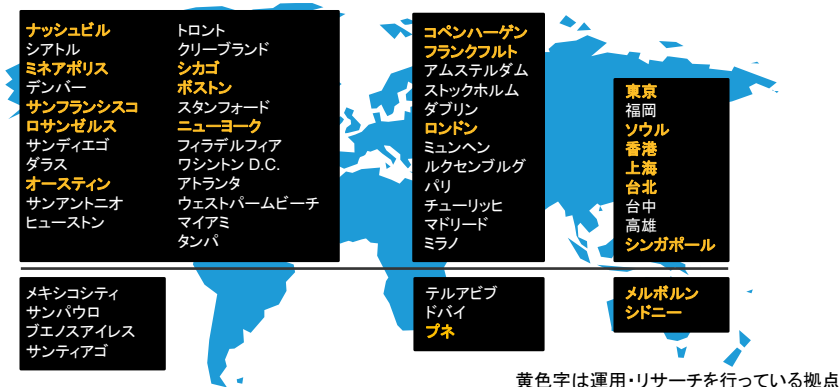 ナッシュビル
シアトル
ミネアポリス
デンバー
サンフランシスコ
ロサンゼルス
サンディエゴ
ダラス
オースティン
サンアントニオ
ヒューストン
トロント
クリーブランド
シカゴ
ボストン
スタンフォード
ニューヨーク
フィラデルフィア
ワシントン D.C.
アトランタ
ウェストパームビーチ
マイアミ
タンパ
コペンハーゲン
フランクフルト
アムステルダム
ストックホルム
ダブリン
ロンドン
ミュンヘン
ルクセンブルグ
パリ
チューリッヒ
マドリード
ミラノ
東京
福岡
ソウル
香港
上海
台北
台中
高雄
シンガポール
メキシコシティ
サンパウロ
ブエノスアイレス
サンティアゴ
テルアビブ
ドバイ
プネ
メルボルン
シドニー
黄色字は運用・リサーチを行っている拠点